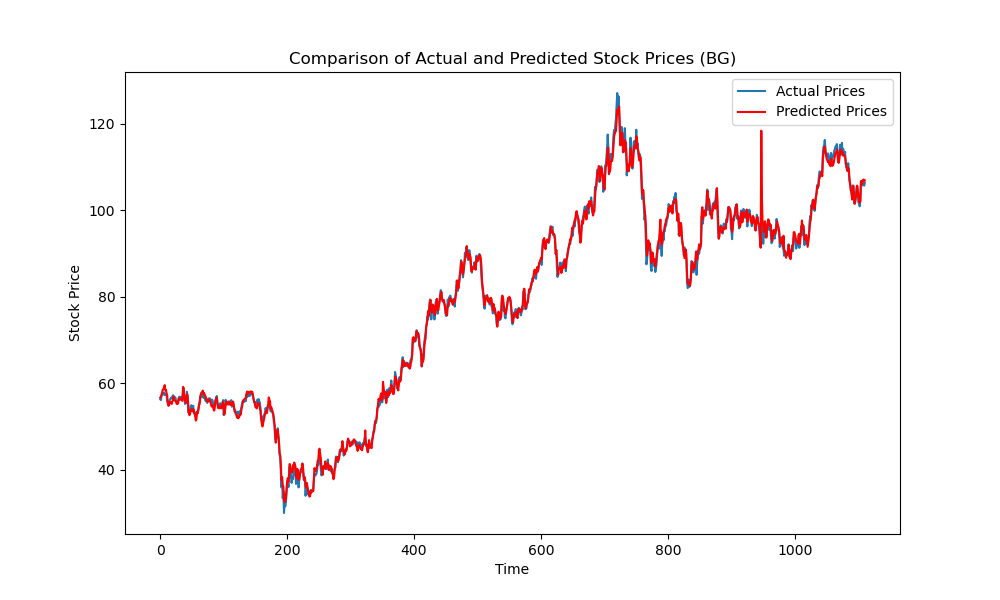 Comparison of Actual and Predicted Stock Prices (BG)
Actual Prices
Predicted Prices
120
100
80
60
40
Stock Price
0 200 400 600 800 1000
Time